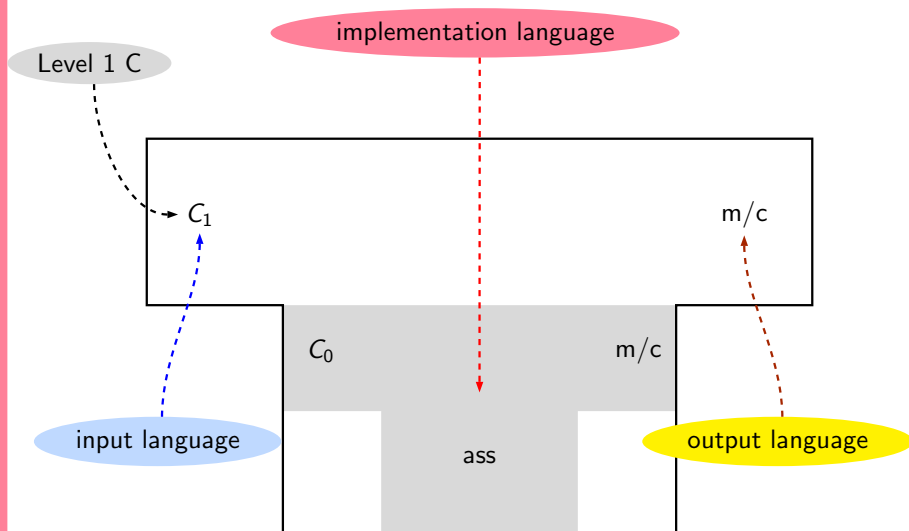 implementation language
Level 1 C
C₁
m/c
C₀
m/c
input language
output language
ass